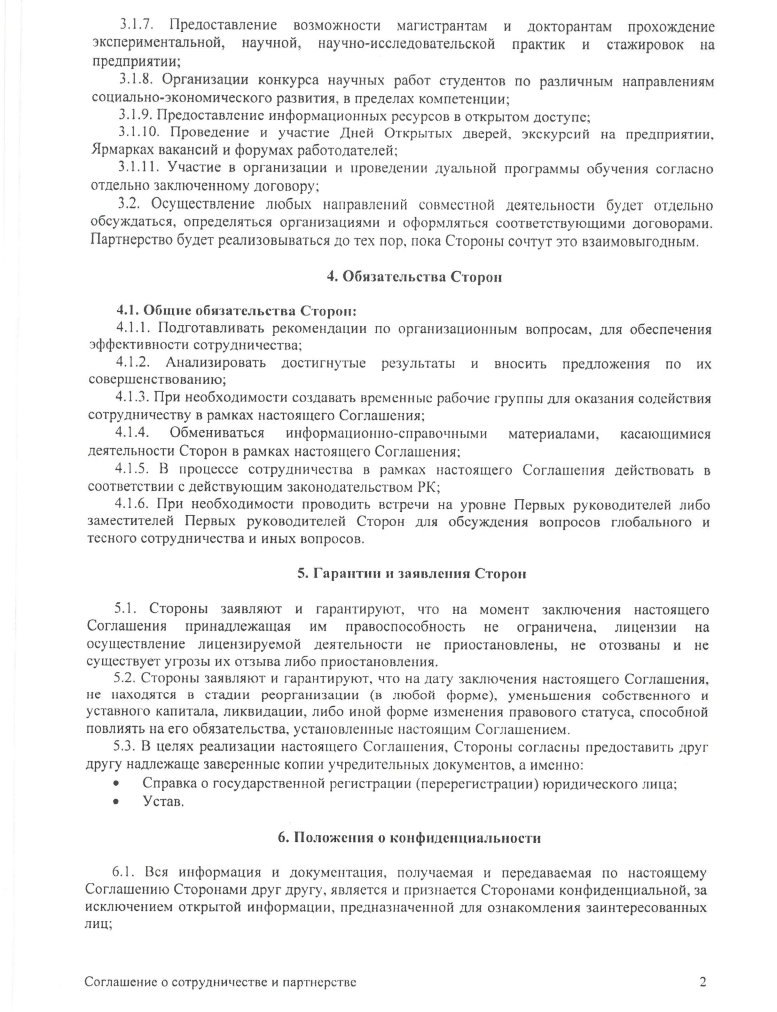 3.1.7. Предоставление возможности магистрантам и докторантам прохождение
экспериментальной, научной, научно-исследовательской практик и стажировок на
предприятии;
3.1.8. Организации конкурса научных работ студентов по различным направлениям
социально-экономического развития, в пределах компетенции;
3.1.9. Предоставление информационных ресурсов в открытом доступе;
3.1.10. Проведение и участие Дней Открытых дверей, экскурсий на предприятии,
Ярмарках вакансий и форумах работодателей;
3.1.11. Участие в организации и проведении дуальной программы обучения согласно
отдельно заключенному договору;
3.2. Осуществление любых направлений совместной деятельности будет отдельно
обсуждаться, определяться организациями и оформляться соответствующими договорами.
Партнерство будет реализовываться до тех пор, пока Стороны сочтут это взаимовыгодным.
4. Обязательства Сторон
4.1. Общие обязательства Сторон:
4.1.1. Подготавливать рекомендации по организационным вопросам, для обеспечения
эффективности сотрудничества;
4.1.2. Анализировать достигнутые результаты и вносить предложения по их
совершенствованию;
4.1.3. При необходимости создавать временные рабочие группы для оказания содействия
сотрудничеству в рамках настоящего Соглашения;
4.1.4. Обмениваться информационно-справочными материалами, касающимися
деятельности Сторон в рамках настоящего Соглашения;
4.1.5. В процессе сотрудничества в рамках настоящего Соглашения действовать в
соответствии с действующим законодательством РК;
4.1.6. При необходимости проводить встречи на уровне Первых руководителей либо
заместителей Первых руководителей Сторон для обсуждения вопросов глобального и
тесного сотрудничества и иных вопросов.
5. Гарантии и заявления Сторон
5.1. Стороны заявляют и гарантируют, что на момент заключения настоящего
Соглашения принадлежащая им правоспособность не ограничена, лицензии на
осуществление лицензируемой деятельности не приостановлены, не отозваны и не
существует угрозы их отзыва либо приостановления.
5.2. Стороны заявляют и гарантируют, что на дату заключения настоящего Соглашения,
не находятся в стадии реорганизации (в любой форме), уменьшения собственного и
уставного капитала, ликвидации, либо иной форме изменения правового статуса, способной
повлиять на его обязательства, установленные настоящим Соглашением.
5.3. В целях реализации настоящего Соглашения, Стороны согласны предоставить друг
другу надлежаще заверенные копии учредительных документов, а именно:
• Справка о государственной регистрации (перерегистрации) юридического лица;
• Устав.
6. Положения о конфиденциальности
6.1. Вся информация и документация, получаемая и передаваемая по настоящему
Соглашению Сторонами друг другу, является и признается Сторонами конфиденциальной, за
исключением открытой информации, предназначенной для ознакомления заинтересованных
лиц;
Соглашение о сотрудничестве и партнерстве 2